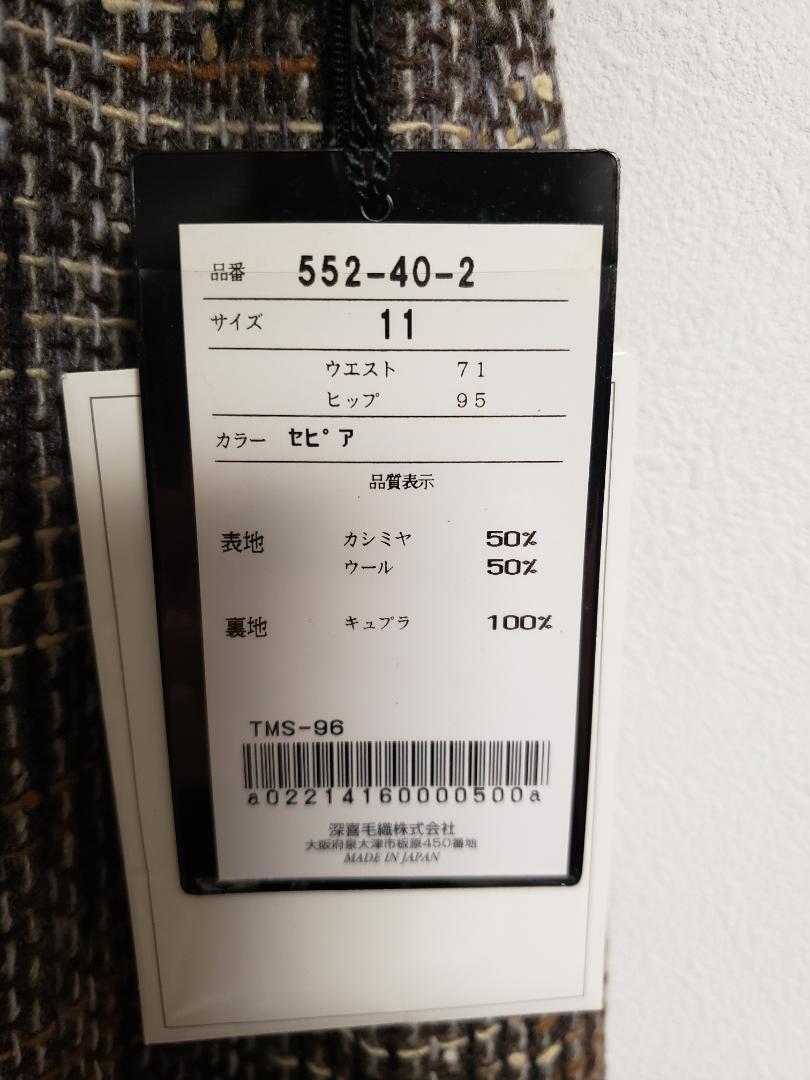 品番 552-40-2
サイズ 11
ウエスト 71
ヒップ 95
カラー セピア
品質表示
表地 カシミヤ 50%
ウール 50%
裏地 キュプラ 100%
TMS-96
a02214160000500a
深喜毛織株式会社
大阪府泉大津市板原450番地
MADE IN JAPAN